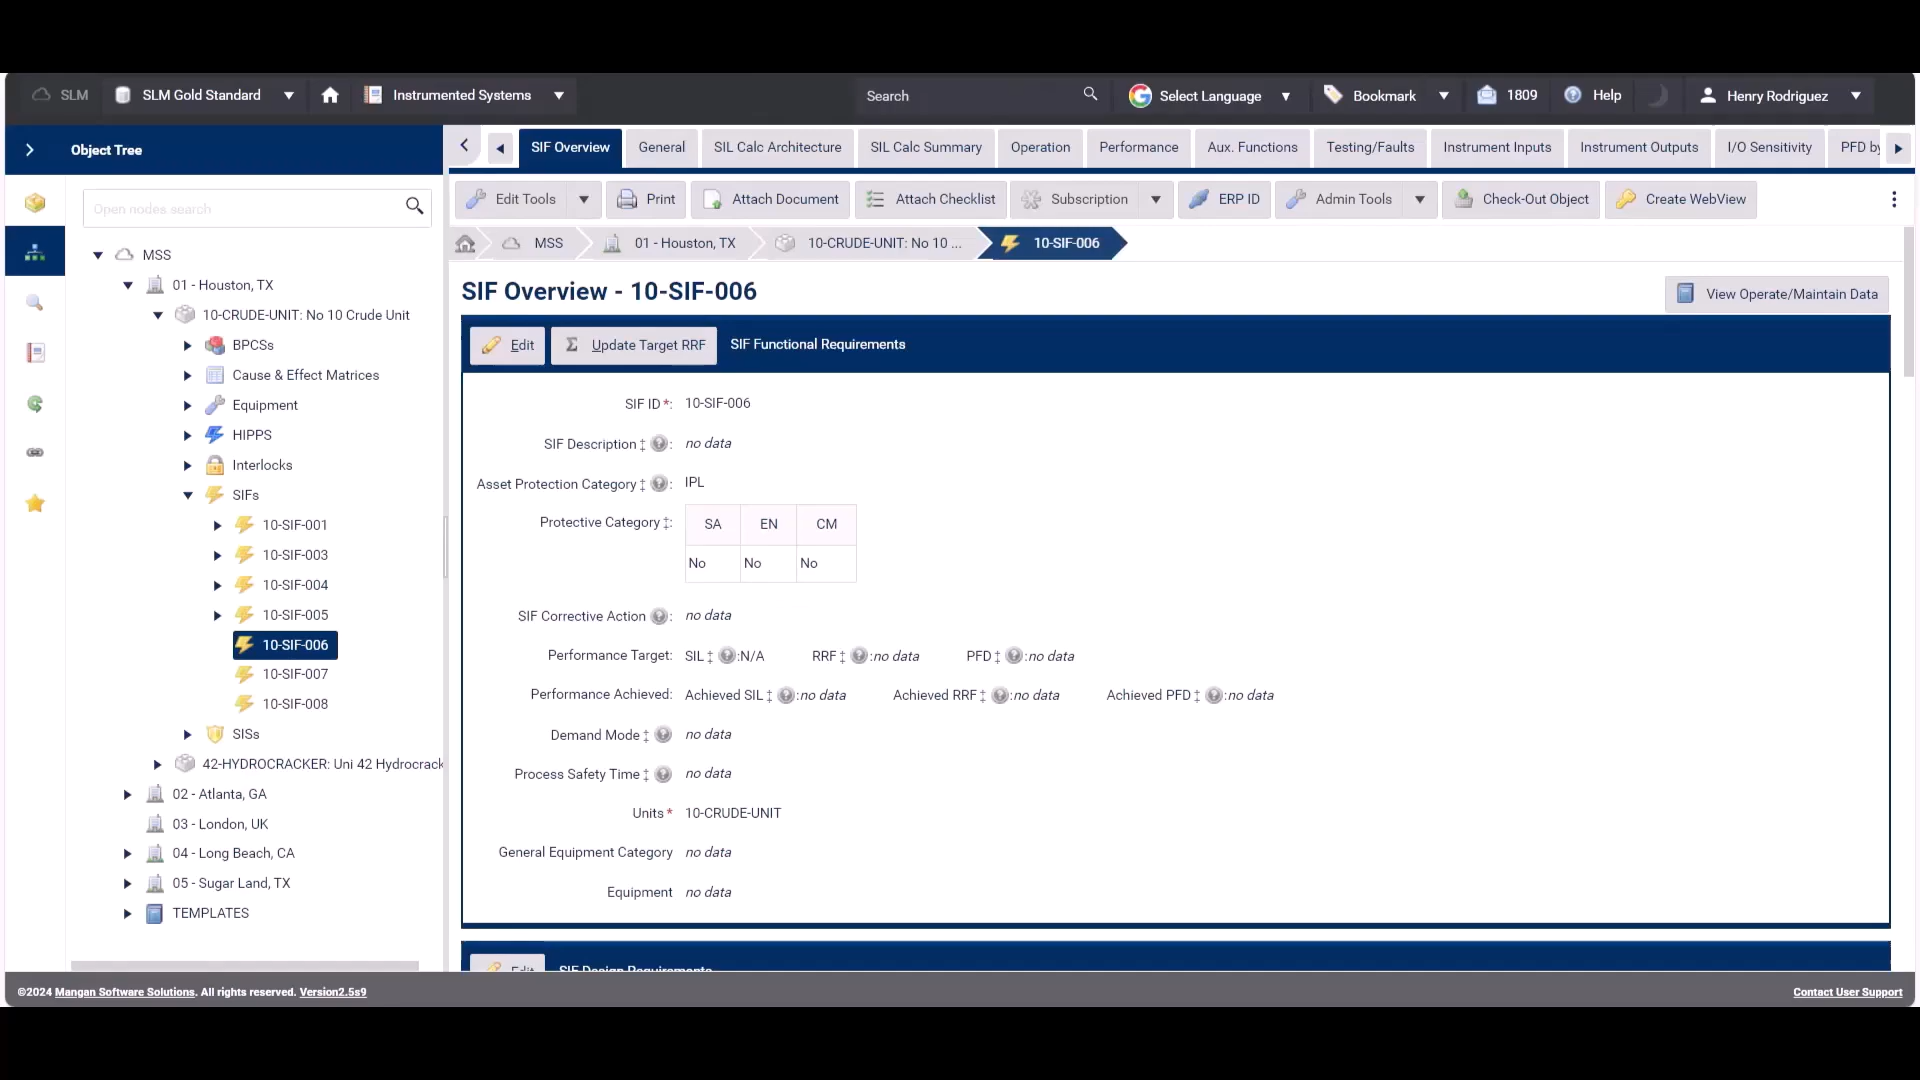 SLM SLM Gold Standard Instrumented Systems Search Select Language Bookmark 1809 Help Henry Rodriguez
Object Tree
SIF Overview General SIL Calc Architecture SIL Calc Summary Operation Performance Aux. Functions Testing/Faults Instrument Inputs Instrument Outputs I/O Sensitivity PFD by
Open nodes search
Edit Tools Print Attach Document Attach Checklist Subscription ERP ID Admin Tools Check-Out Object Create WebView
MSS 01 - Houston, TX 10-CRUDE-UNIT: No 10 ... 10-SIF-006
MSS
01 - Houston, TX
10-CRUDE-UNIT: No 10 Crude Unit
BPCSs
Cause & Effect Matrices
Equipment
HIPPS
Interlocks
SIFs
10-SIF-001
10-SIF-003
10-SIF-004
10-SIF-005
10-SIF-006
10-SIF-007
10-SIF-008
SISs
42-HYDROCRACKER: Uni 42 Hydrocrack
02 - Atlanta, GA
03 - London, UK
04 - Long Beach, CA
05 - Sugar Land, TX
TEMPLATES
SIF Overview - 10-SIF-006
View Operate/Maintain Data
Edit Update Target RRF SIF Functional Requirements
SIF ID*: 10-SIF-006
SIF Description ‡ : no data
Asset Protection Category ‡ : IPL
Protective Category ‡: SA EN CM
No No No
SIF Corrective Action : no data
Performance Target: SIL ‡ :N/A RRF ‡ :no data PFD ‡ :no data
Performance Achieved: Achieved SIL ‡ :no data Achieved RRF ‡ :no data Achieved PFD ‡ :no data
Demand Mode ‡ no data
Process Safety Time ‡ no data
Units * 10-CRUDE-UNIT
General Equipment Category no data
Equipment no data
Edit SIF Design Requirements
©2024 Mangan Software Solutions. All rights reserved. Version2.5s9
Contact User Support